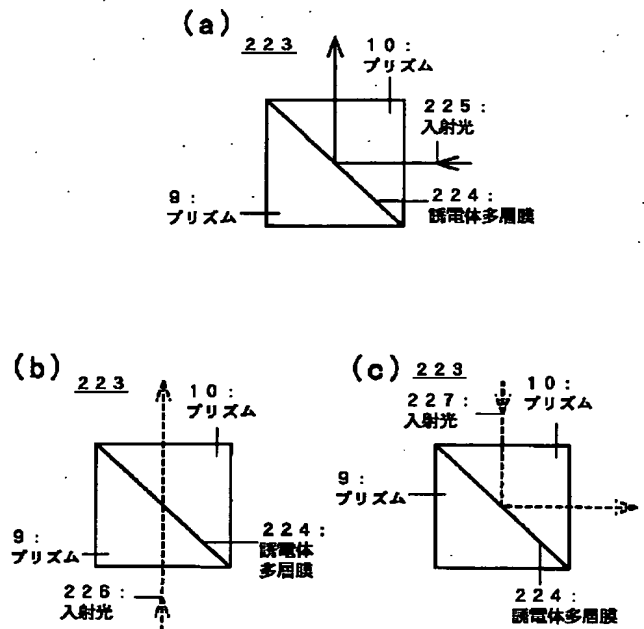 (a)
２２３
１０：
プリズム
２２５：
入射光
９：
プリズム
２２４：
誘電体多層膜
(b)
２２３
１０：
プリズム
９：
プリズム
２２４：
誘電体
多層膜
２２６：
入射光
(c)
２２３
２２７：
入射光
１０：
プリズム
９：
プリズム
２２４：
誘電体多層膜